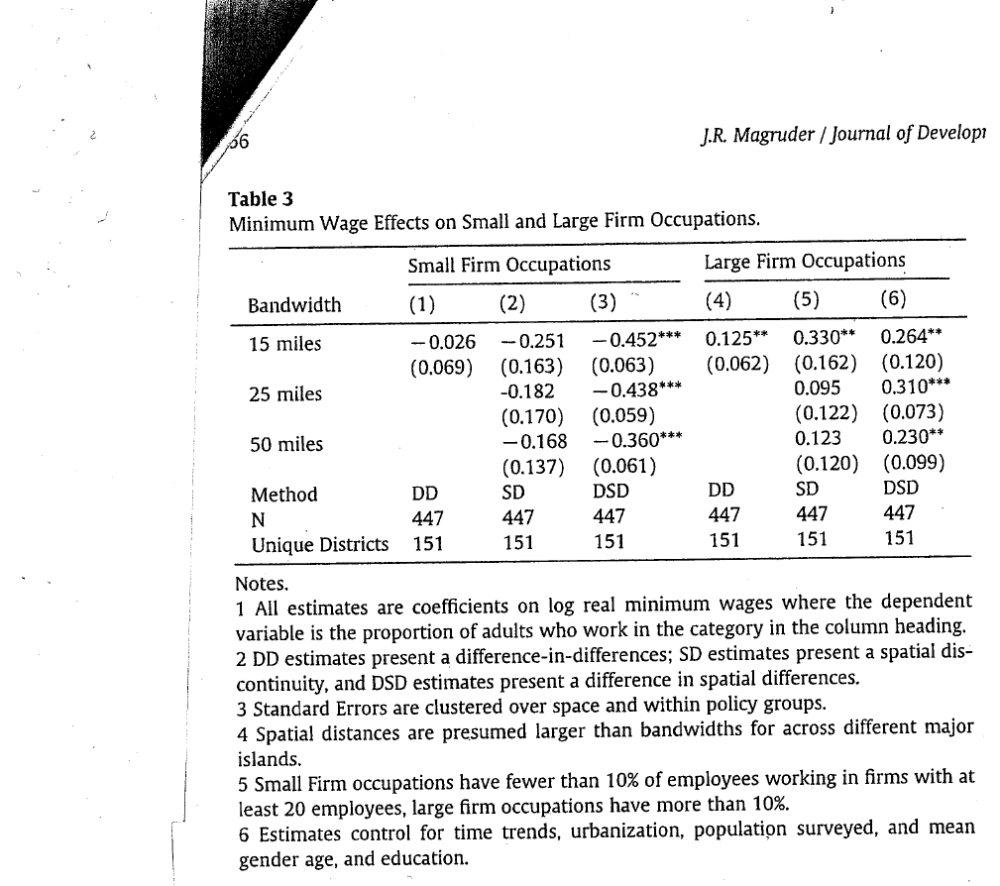 56
J.R. Magruder / Journal of Develop
Table 3
Minimum Wage Effects on Small and Large Firm Occupations.
Small Firm Occupations Large Firm Occupations
Bandwidth (1) (2) (3) (4) (5) (6)
15 miles −0.026 −0.251 −0.452*** 0.125** 0.330** 0.264**
(0.069) (0.163) (0.063) (0.062) (0.162) (0.120)
25 miles -0.182 −0.438*** 0.095 0.310***
(0.170) (0.059) (0.122) (0.073)
50 miles −0.168 −0.360*** 0.123 0.230**
(0.137) (0.061) (0.120) (0.099)
Method DD SD DSD DD SD DSD
N 447 447 447 447 447 447
Unique Districts 151 151 151 151 151 151
Notes.
1 All estimates are coefficients on log real minimum wages where the dependent
variable is the proportion of adults who work in the category in the column heading.
2 DD estimates present a difference-in-differences; SD estimates present a spatial dis-
continuity, and DSD estimates present a difference in spatial differences.
3 Standard Errors are clustered over space and within policy groups.
4 Spatial distances are presumed larger than bandwidths for across different major
islands.
5 Small Firm occupations have fewer than 10% of employees working in firms with at
least 20 employees, large firm occupations have more than 10%.
6 Estimates control for time trends, urbanization, population surveyed, and mean
gender age, and education.